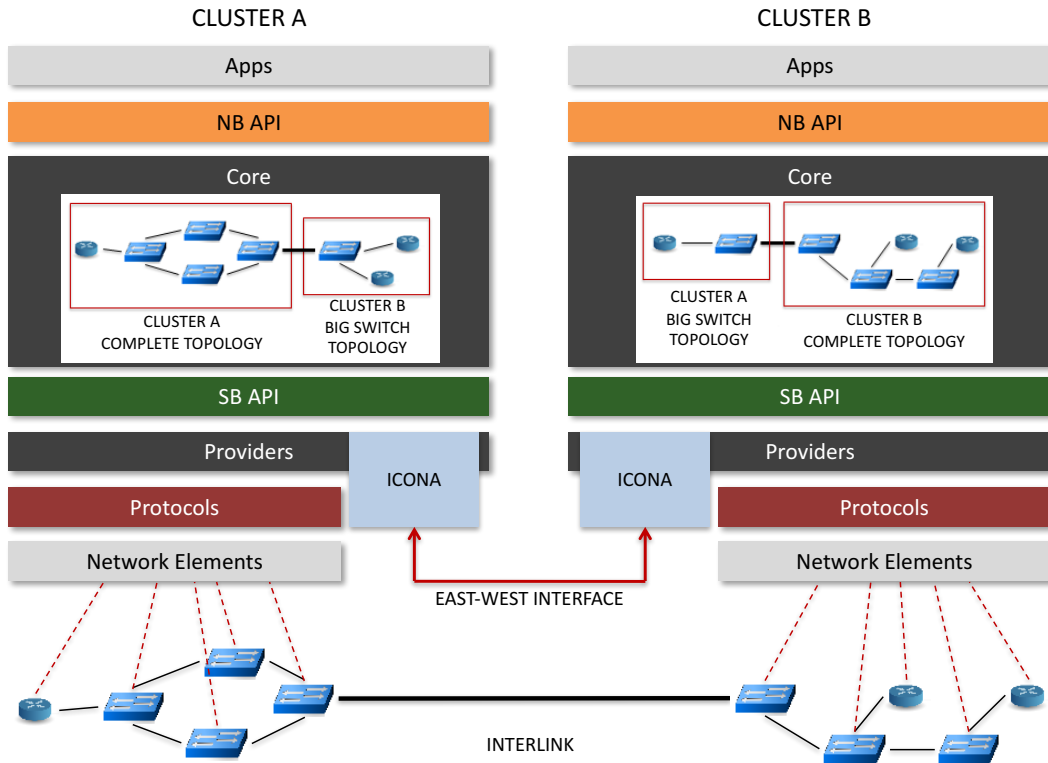 CLUSTER A
CLUSTER B
Apps
Apps
NB API
NB API
Core
Core
CLUSTER A
COMPLETE TOPOLOGY
CLUSTER B
BIG SWITCH
TOPOLOGY
CLUSTER A
BIG SWITCH
TOPOLOGY
CLUSTER B
COMPLETE TOPOLOGY
SB API
SB API
Providers
ICONA
ICONA
Providers
Protocols
Protocols
Network Elements
Network Elements
EAST-WEST INTERFACE
INTERLINK